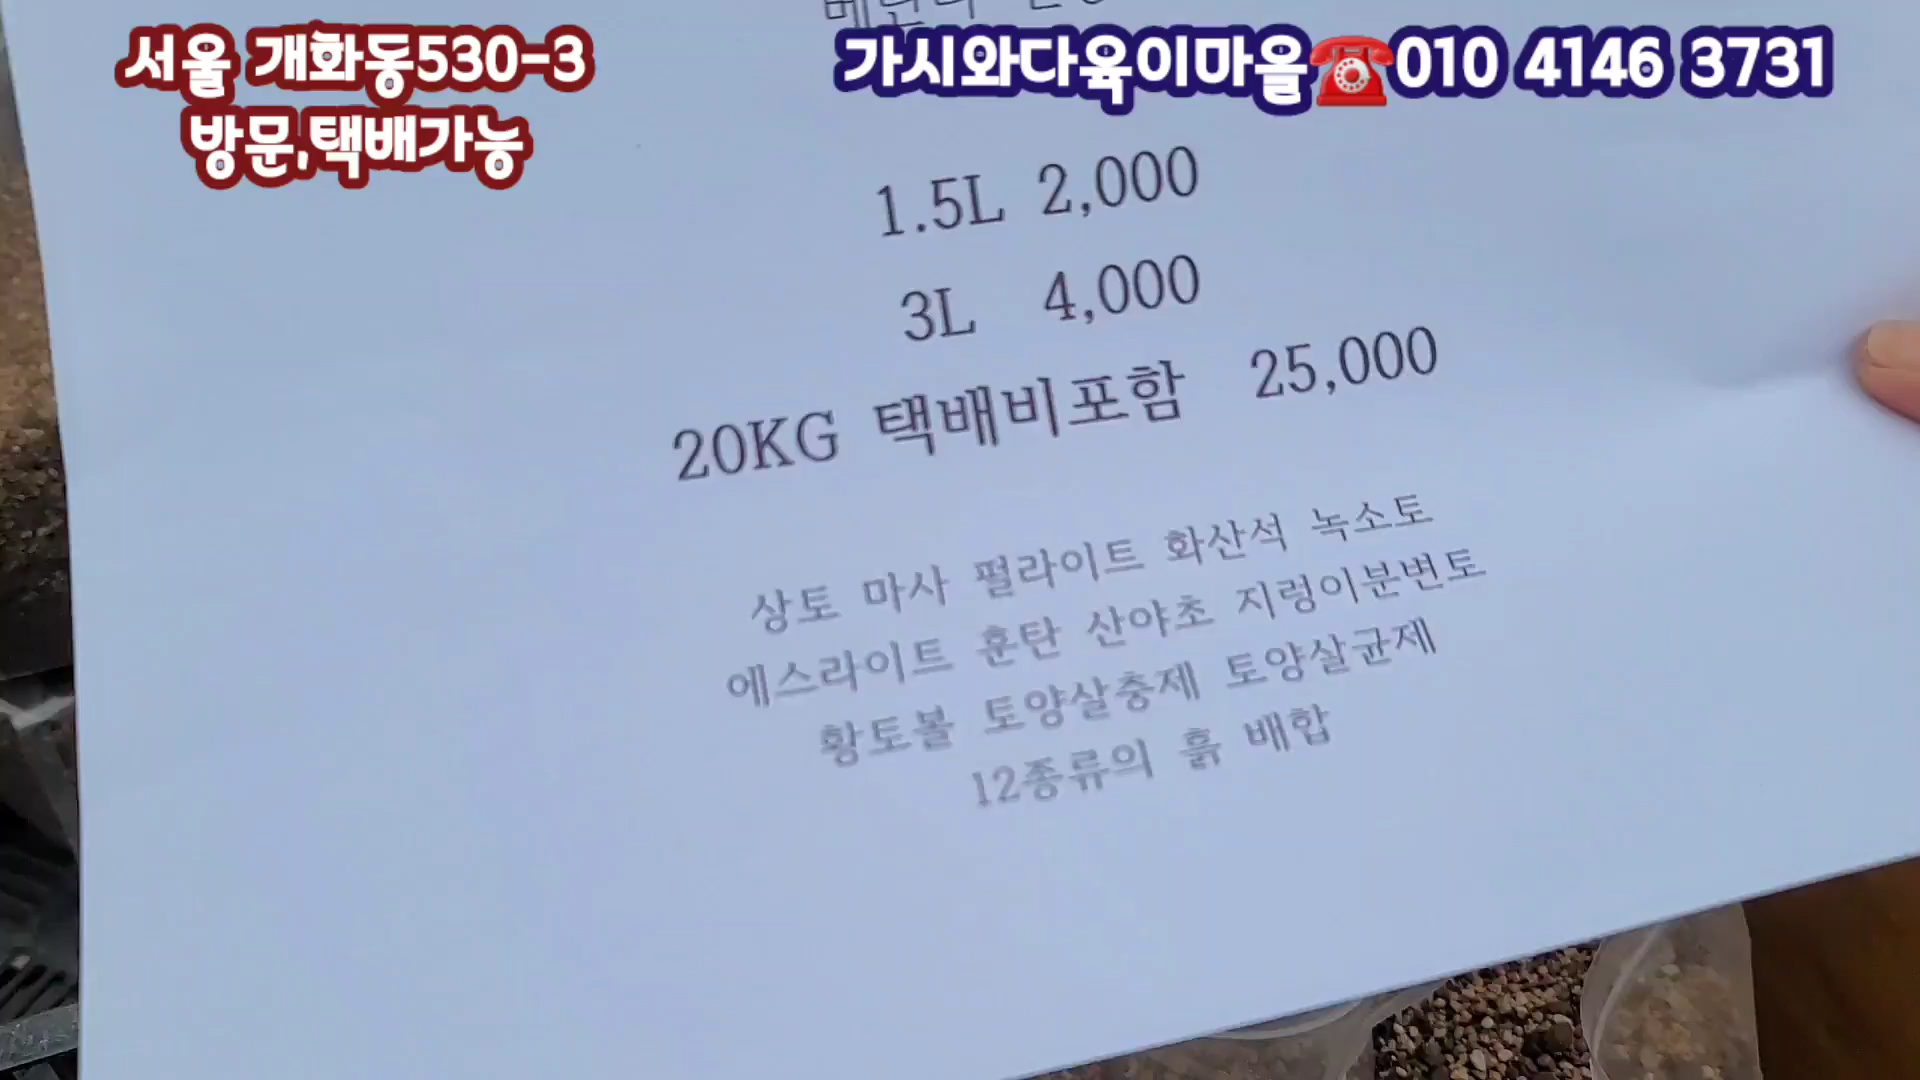 서울 개화동530-3
방문,택배가능
가시와다육이마을☎010 4146 3731
1.5L 2,000
3L 4,000
20KG 택배비포함 25,000
상토 마사 펄라이트 화산석 녹소토
에스라이트 훈탄 산야초 지렁이분변토
황토볼 토양살충제 토양살균제
12종류의 흙 배합